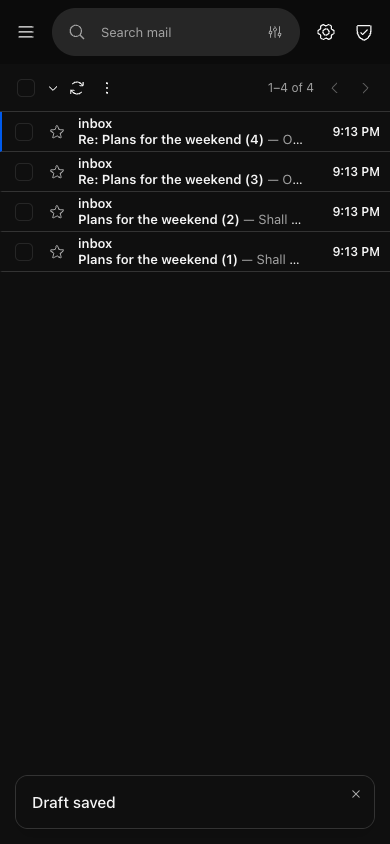 Search mail
1–4 of 4
inbox
Re: Plans for the weekend (4) — O...
9:13 PM
inbox
Re: Plans for the weekend (3) — O...
9:13 PM
inbox
Plans for the weekend (2) — Shall ...
9:13 PM
inbox
Plans for the weekend (1) — Shall ...
9:13 PM
Draft saved